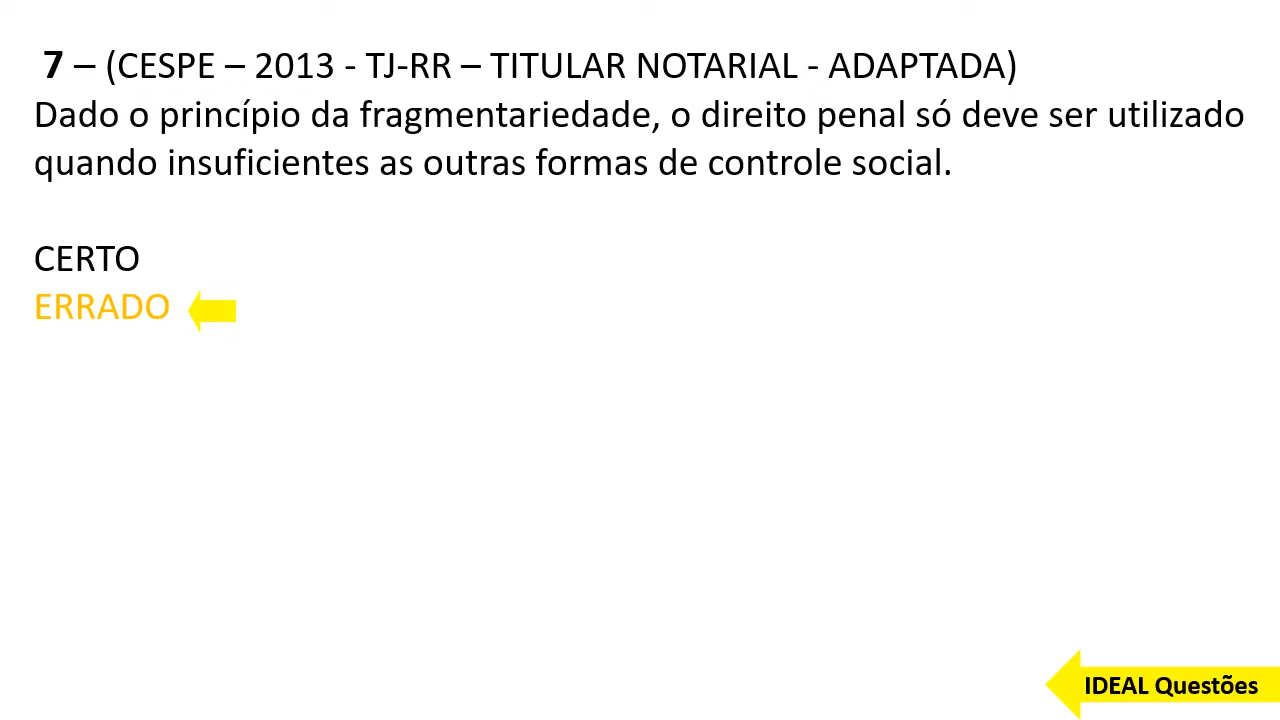 7 – (CESPE – 2013 - TJ-RR – TITULAR NOTARIAL - ADAPTADA)
Dado o princípio da fragmentariedade, o direito penal só deve ser utilizado
quando insuficientes as outras formas de controle social.
CERTO
ERRADO
IDEAL Questões